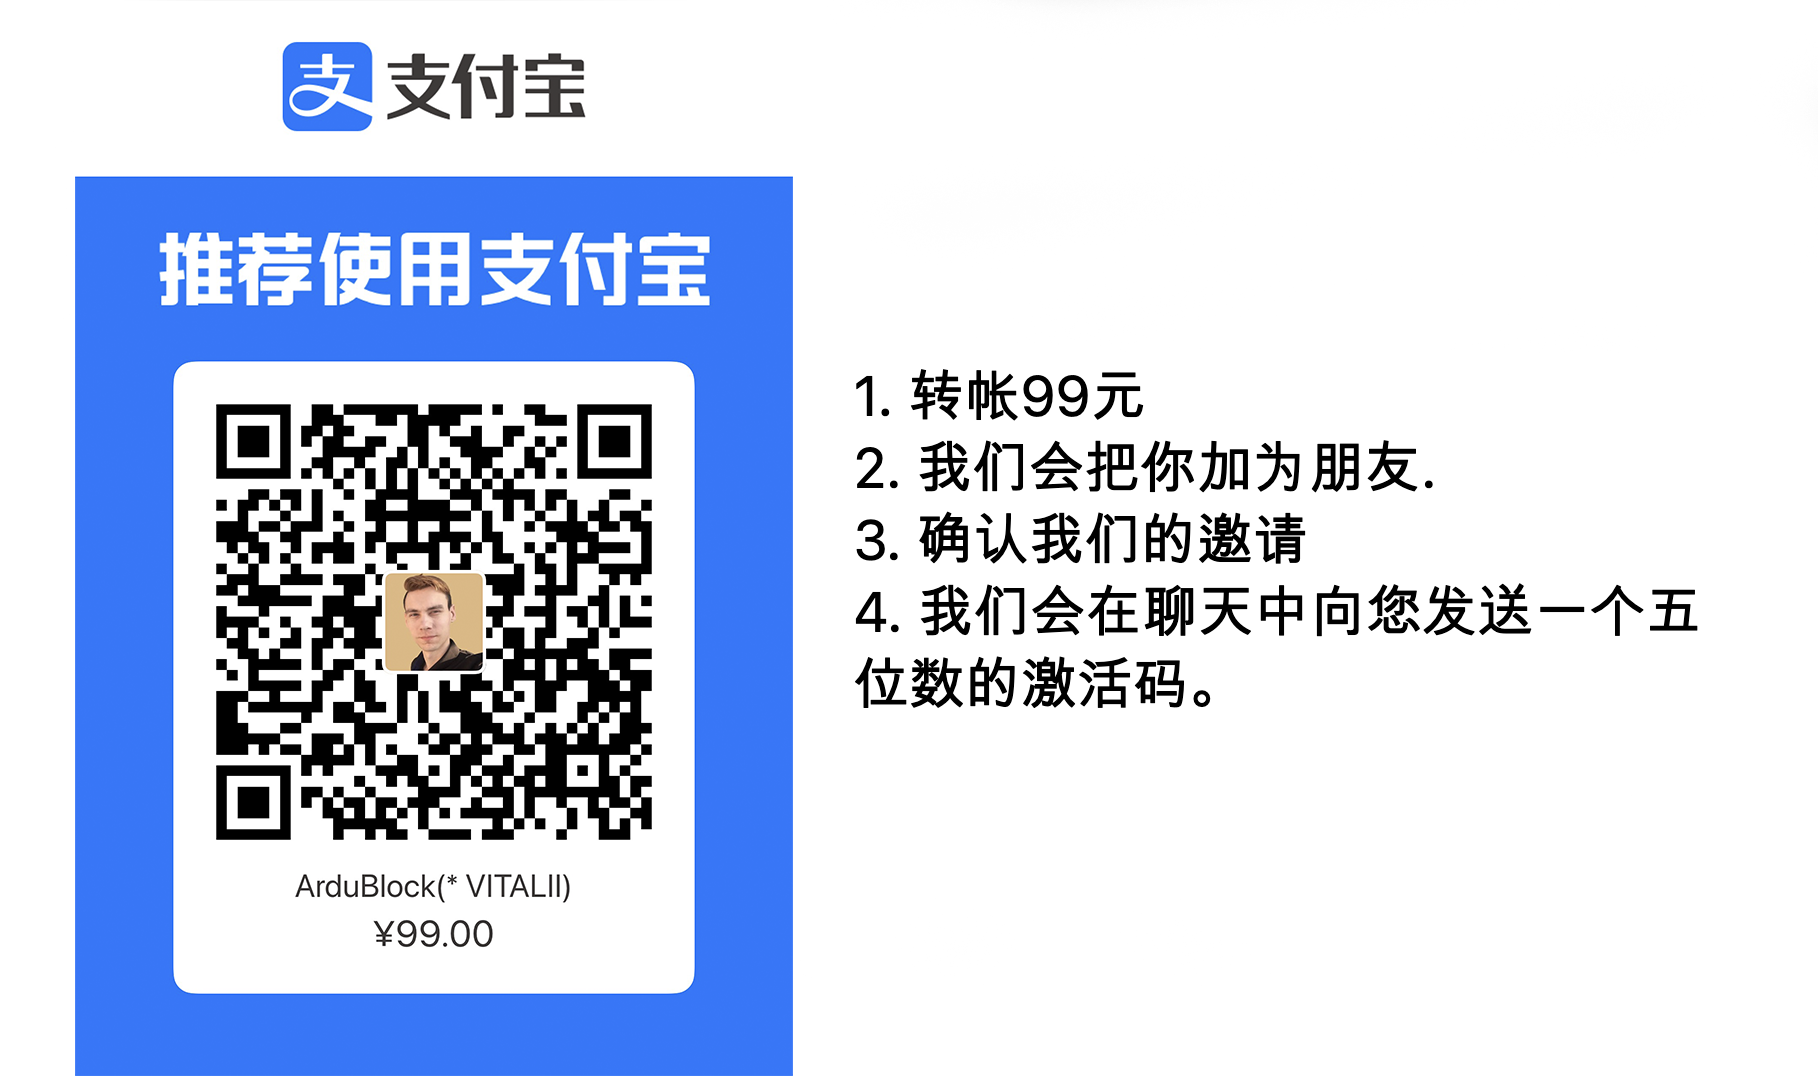 支 支付宝
推荐使用支付宝
ArduBlock(* VITALII)
¥99.00
1. 转帐99元
2. 我们会把你加为朋友.
3. 确认我们的邀请
4. 我们会在聊天中向您发送一个五
位数的激活码。